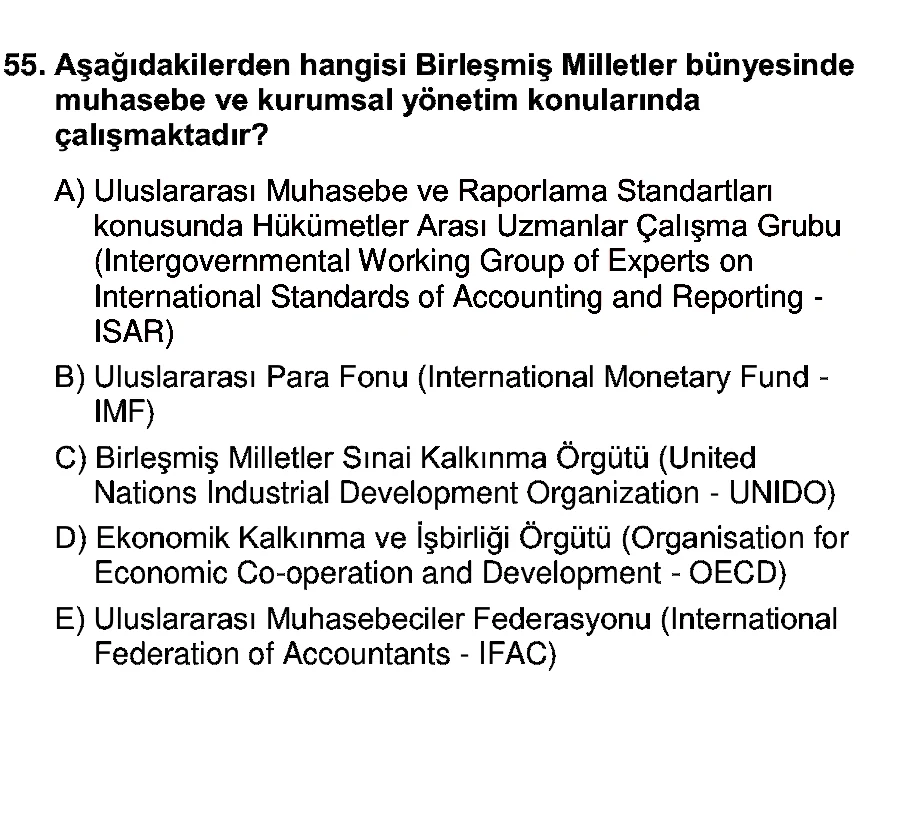 55. Aşağıdakilerden hangisi Birleşmiş Milletler bünyesinde
muhasebe ve kurumsal yönetim konularında
çalışmaktadır?
A) Uluslararası Muhasebe ve Raporlama Standartları
konusunda Hükümetler Arası Uzmanlar Çalışma Grubu
(Intergovernmental Working Group of Experts on
International Standards of Accounting and Reporting -
ISAR)
B) Uluslararası Para Fonu (International Monetary Fund -
IMF)
C) Birleşmiş Milletler Sınai Kalkınma Örgütü (United
Nations Industrial Development Organization - UNIDO)
D) Ekonomik Kalkınma ve İşbirliği Örgütü (Organisation for
Economic Co-operation and Development - OECD)
E) Uluslararası Muhasebeciler Federasyonu (International
Federation of Accountants - IFAC)